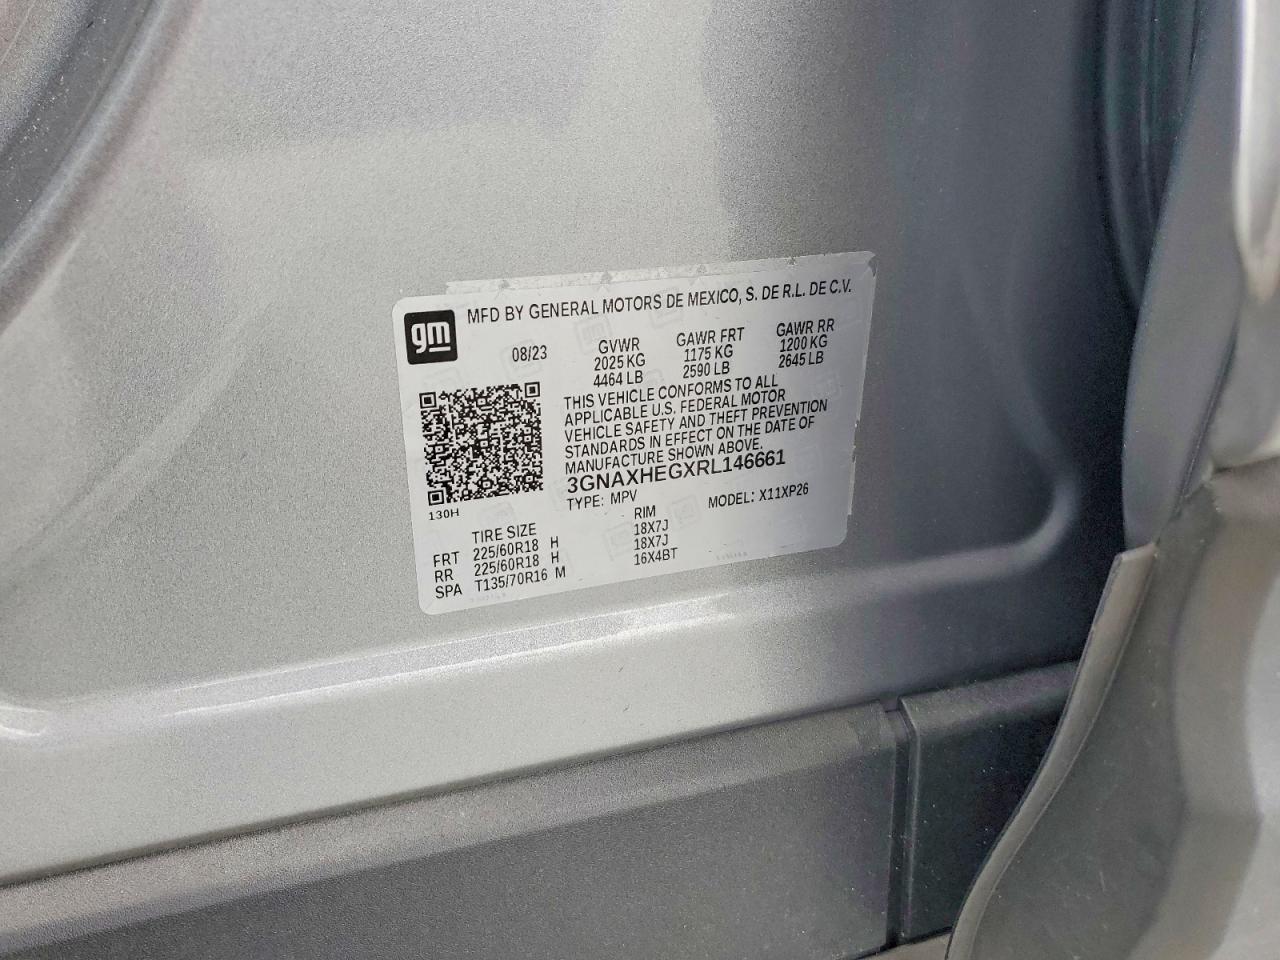 MFD BY GENERAL MOTORS DE MEXICO, S. DE R.L. DE C.V.
gm
08/23
GVWR GAWR FRT GAWR RR
2025 KG 1175 KG 1200 KG
4464 LB 2590 LB 2645 LB
THIS VEHICLE CONFORMS TO ALL
APPLICABLE U.S. FEDERAL MOTOR
VEHICLE SAFETY AND THEFT PREVENTION
STANDARDS IN EFFECT ON THE DATE OF
MANUFACTURE SHOWN ABOVE.
3GNAXHEGXRL146661
TYPE: MPV MODEL: X11XP26
130H
TIRE SIZE RIM
FRT 225/60R18 H 18X7J
RR 225/60R18 H 18X7J
SPA T135/70R16 M 16X4BT